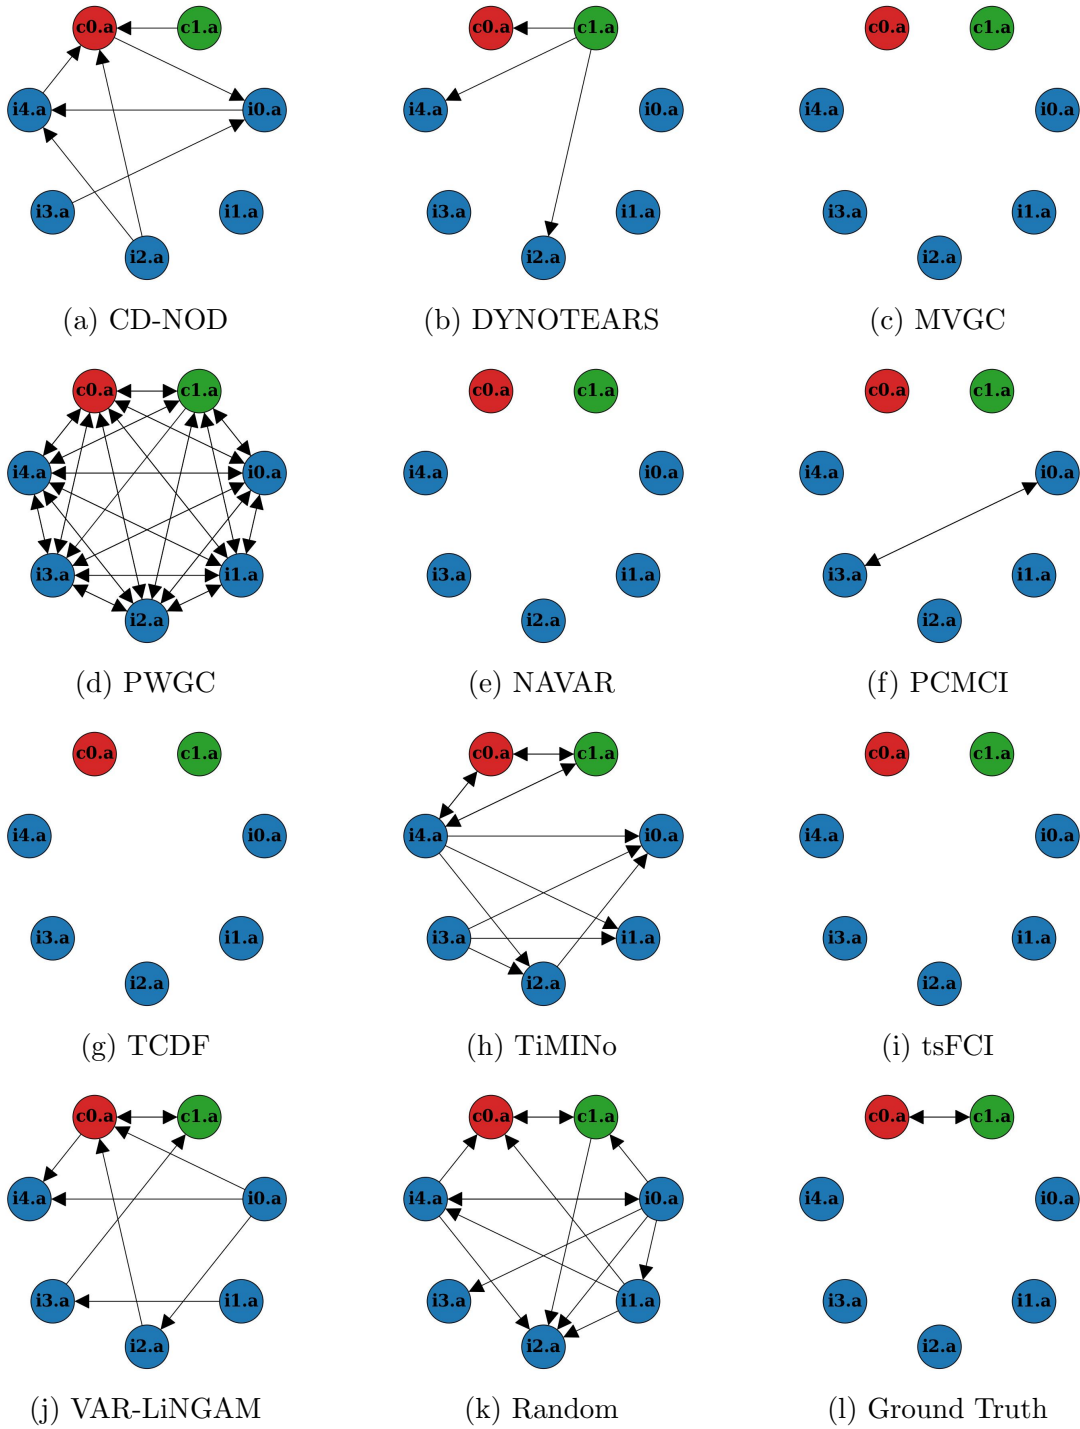 c0.a c1.a c0.a c1.a c0.a c1.a
i4.a i0.a i4.a i0.a i4.a i0.a
i3.a i1.a i3.a i1.a i3.a i1.a
i2.a i2.a i2.a
(a) CD-NOD (b) DYNOTEARS (c) MVGC
c0.a c1.a c0.a c1.a c0.a c1.a
i4.a i0.a i4.a i0.a i4.a i0.a
i3.a i1.a i3.a i1.a i3.a i1.a
i2.a i2.a i2.a
(d) PWGC (e) NAVAR (f) PCMCI
c0.a c1.a c0.a c1.a c0.a c1.a
i4.a i0.a i4.a i0.a i4.a i0.a
i3.a i1.a i3.a i1.a i3.a i1.a
i2.a i2.a i2.a
(g) TCDF (h) TiMINo (i) tsFCI
c0.a c1.a c0.a c1.a c0.a c1.a
i4.a i0.a i4.a i0.a i4.a i0.a
i3.a i1.a i3.a i1.a i3.a i1.a
i2.a i2.a i2.a
(j) VAR-LiNGAM (k) Random (l) Ground Truth